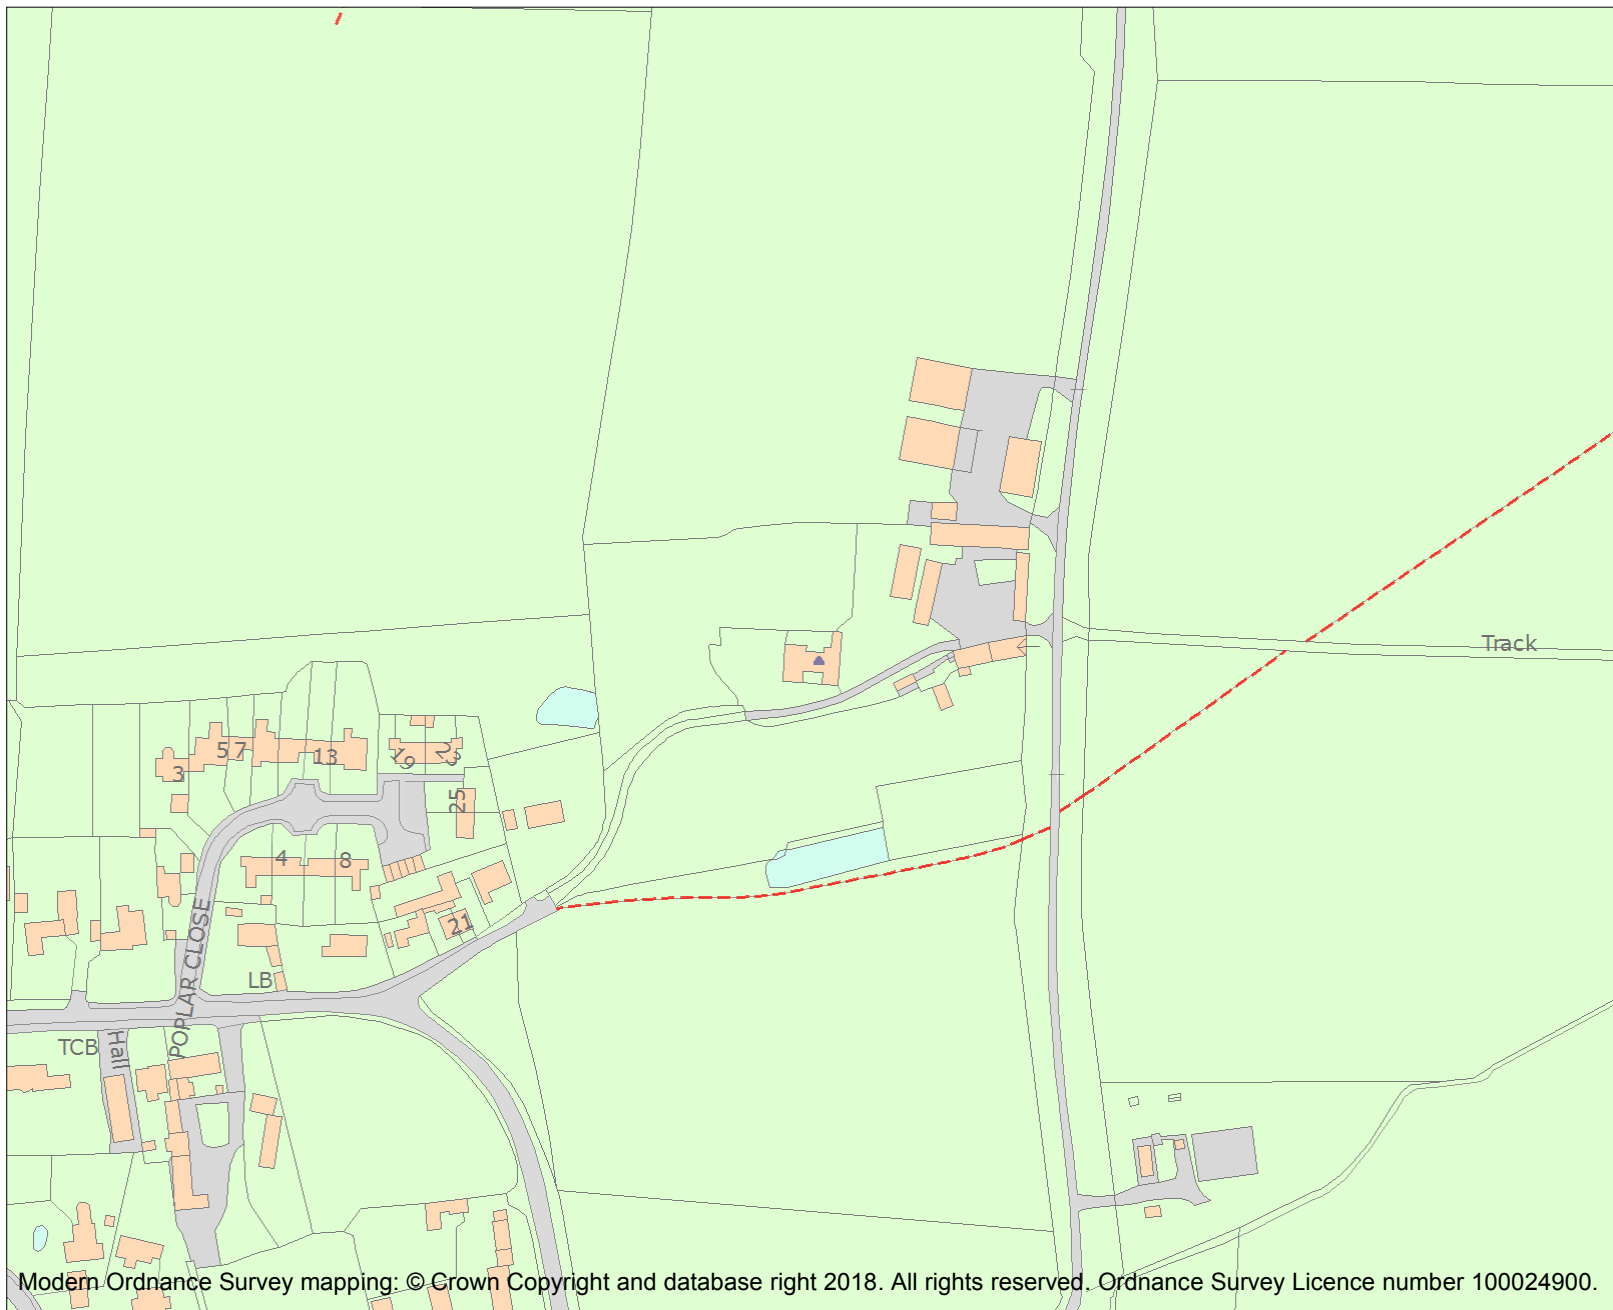 Track
5 7
13
19
23
3
25
4
8
21
POPLAR CLOSE
LB
TCB
Hall
Modern Ordnance Survey mapping: © Crown Copyright and database right 2018. All rights reserved. Ordnance Survey Licence number 100024900.